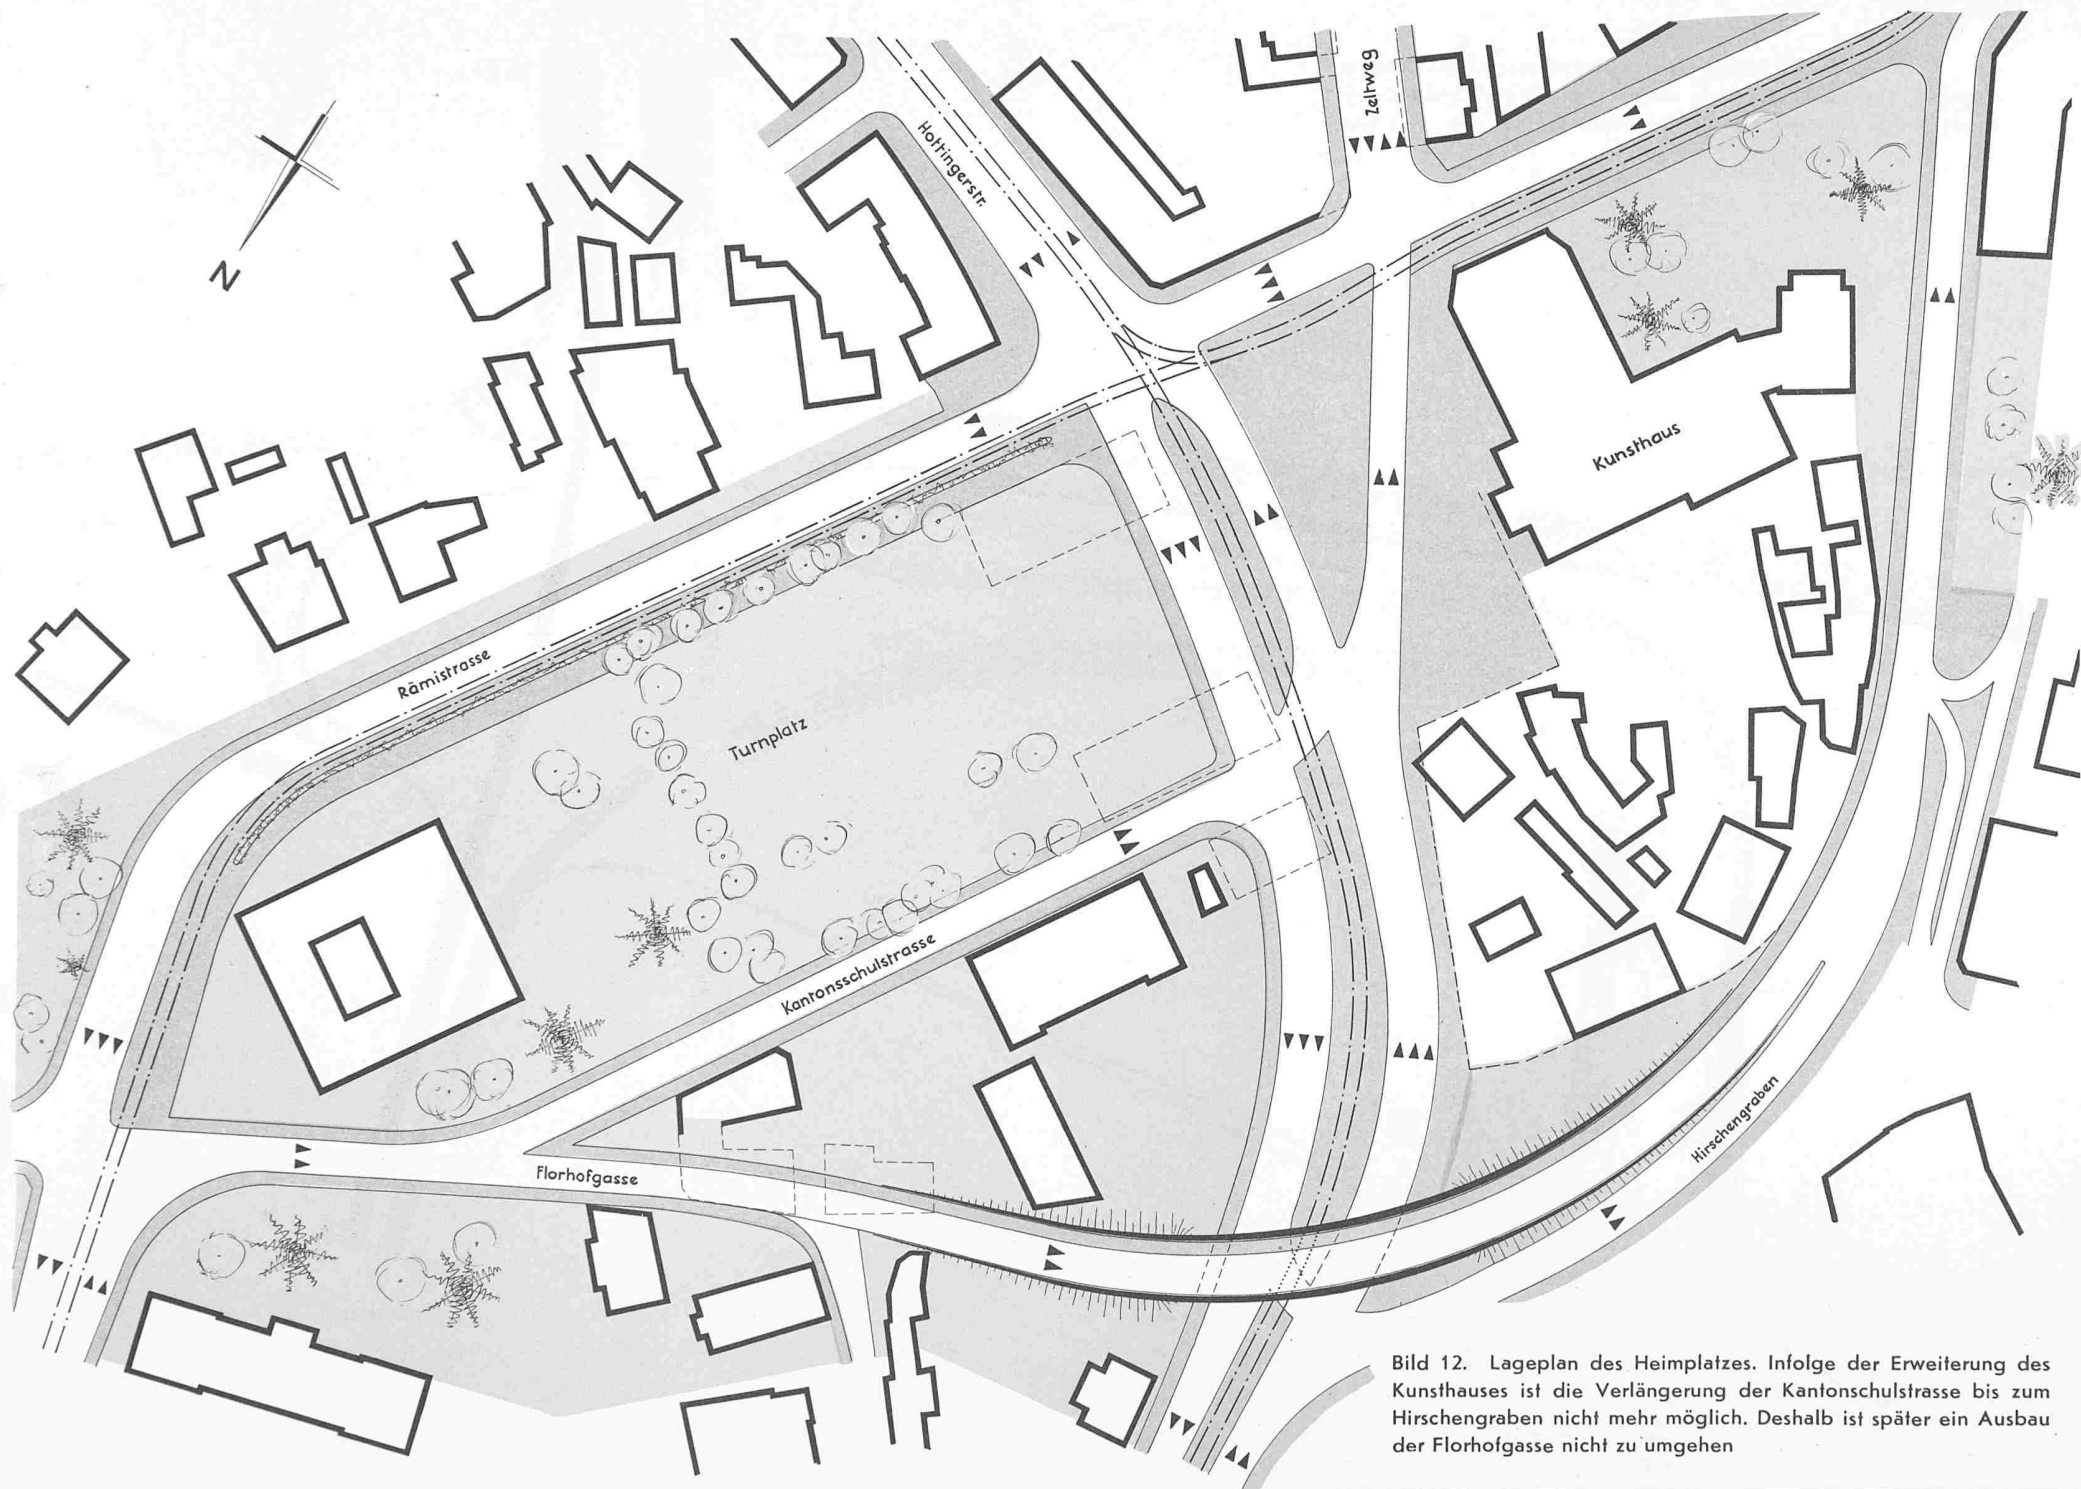 Zeltweg
Hottingerstr.
N
Kunsthaus
Rämistrasse
Turnplatz
Kantonsschulstrasse
Hirschengraben
Florhofgasse
Bild 12. Lageplan des Heimplatzes. Infolge der Erweiterung des
Kunsthauses ist die Verlängerung der Kantonschulstrasse bis zum
Hirschengraben nicht mehr möglich. Deshalb ist später ein Ausbau
der Florhofgasse nicht zu umgehen